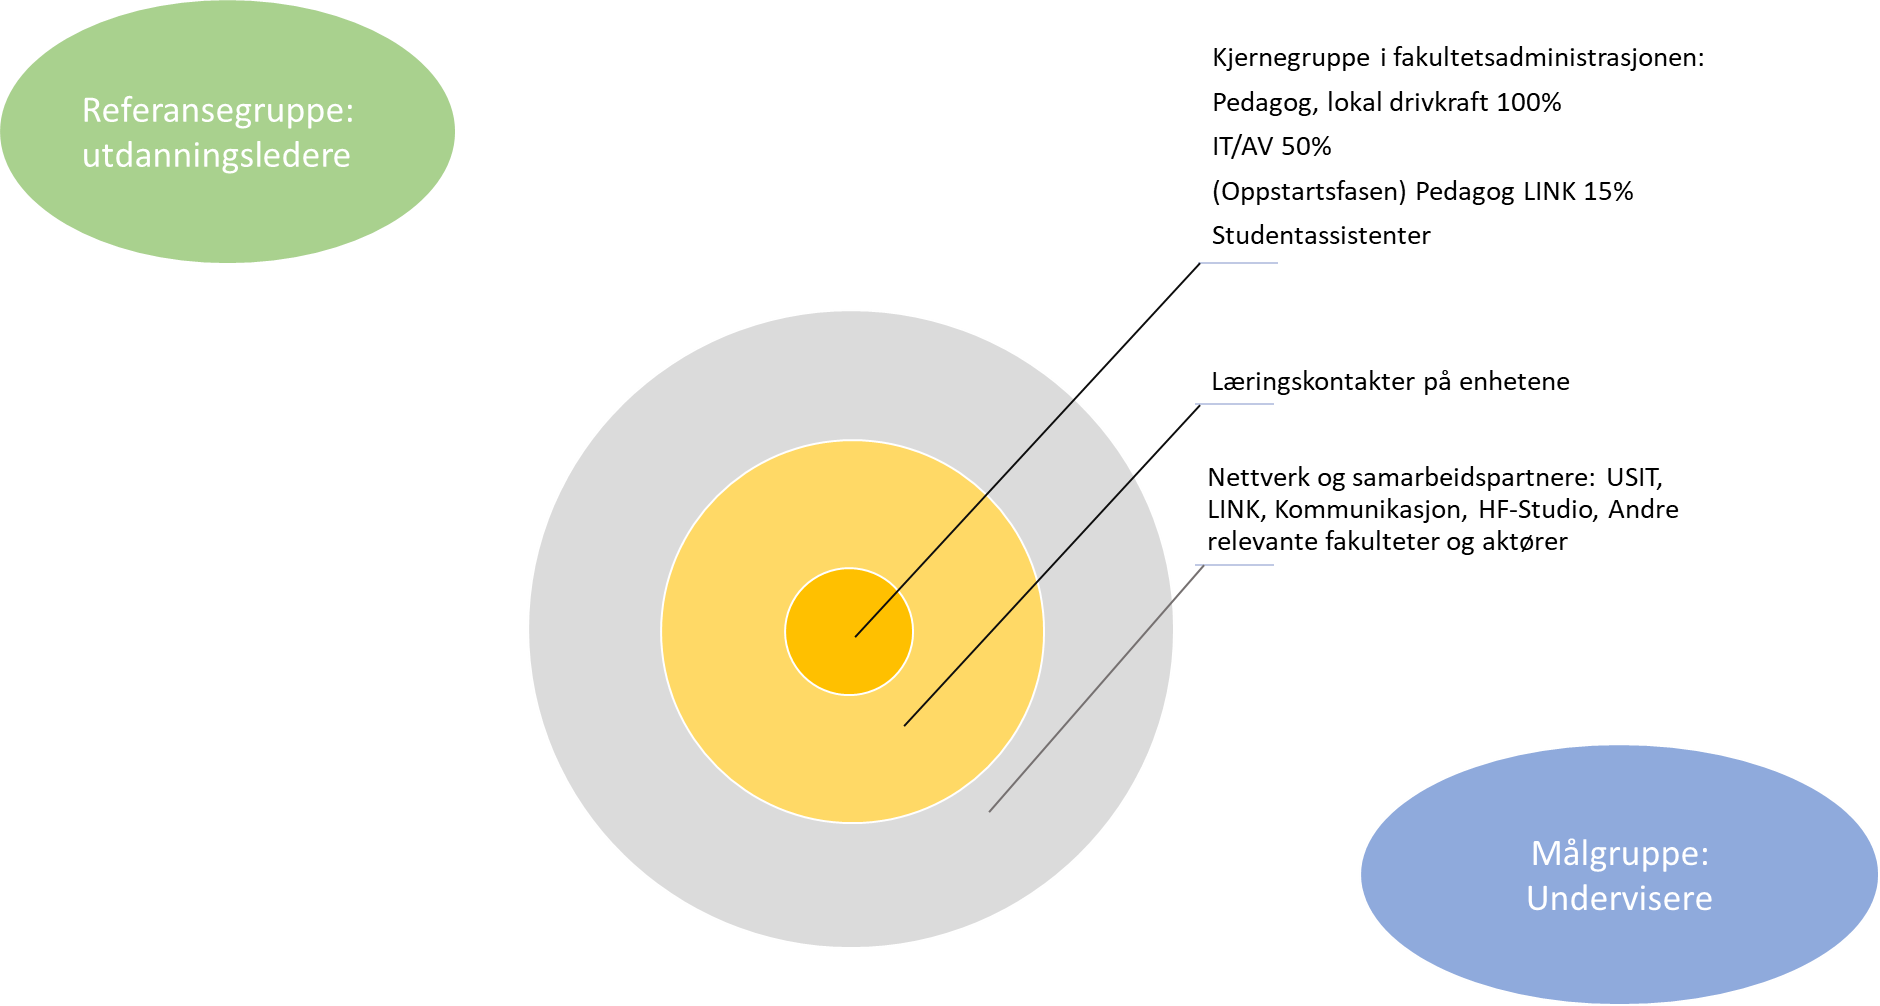 Referansegruppe:
utdanningsledere
Kjernegruppe i fakultetsadministrasjonen:
Pedagog, lokal drivkraft 100%
IT/AV 50%
(Oppstartsfasen) Pedagog LINK 15%
Studentassistenter
Læringskontakter på enhetene
Nettverk og samarbeidspartnere: USIT,
LINK, Kommunikasjon, HF-Studio, Andre
relevante fakulteter og aktører
Målgruppe:
Undervisere